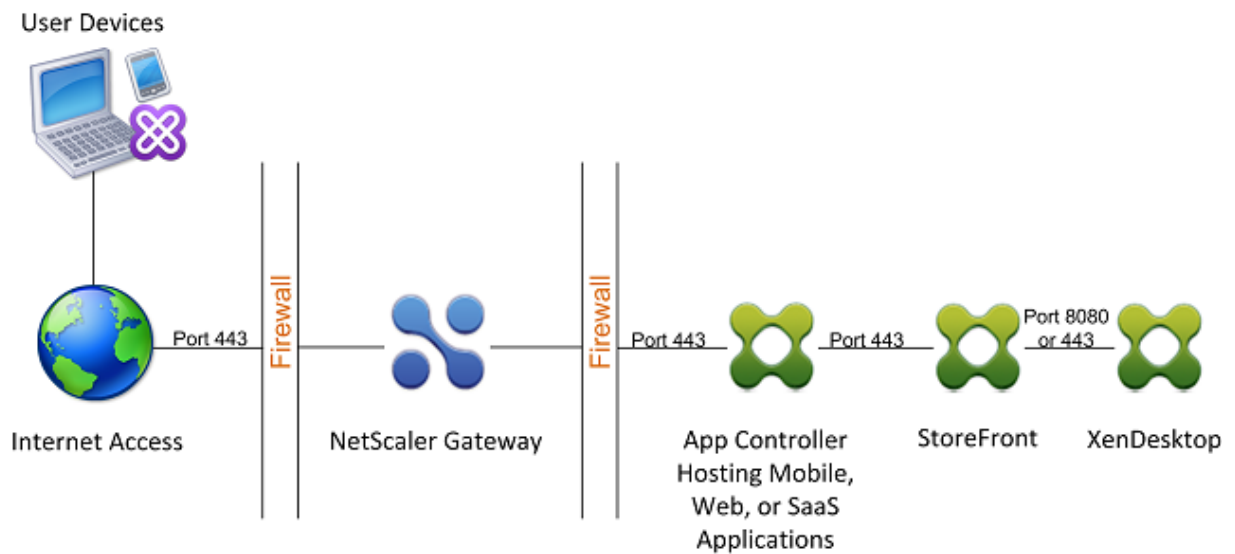 User Devices
Port 443
Firewall
Firewall
Port 443
Port 443
Port 8080
or 443
Internet Access
NetScaler Gateway
App Controller
Hosting Mobile,
Web, or SaaS
Applications
StoreFront
XenDesktop